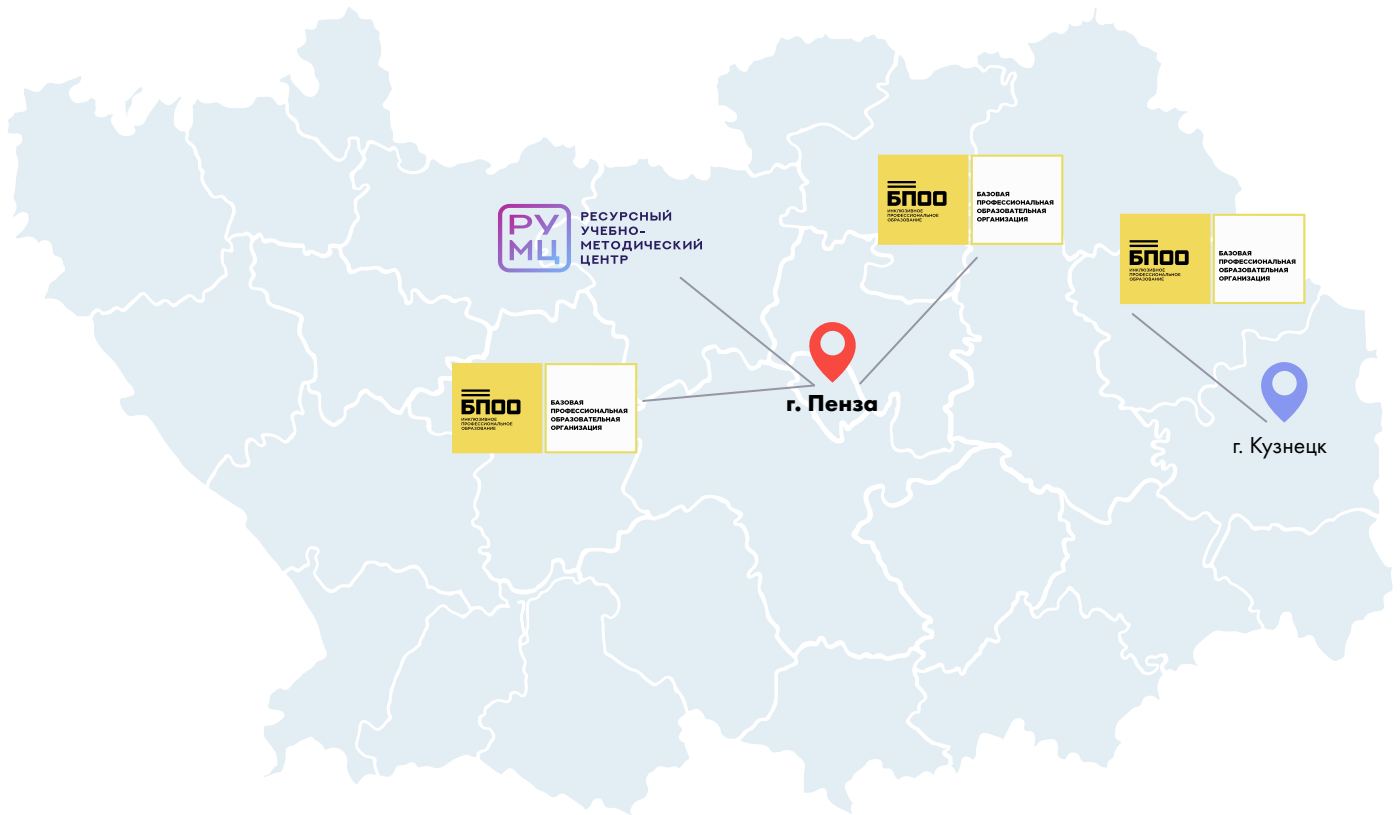 БПОО
ИНКЛЮЗИВНОЕ
ПРОФЕССИОНАЛЬНОЕ
ОБРАЗОВАНИЕ
БАЗОВАЯ
ПРОФЕССИОНАЛЬНАЯ
ОБРАЗОВАТЕЛЬНАЯ
ОРГАНИЗАЦИЯ
РУ
МЦ
РЕСУРСНЫЙ
УЧЕБНО-
МЕТОДИЧЕСКИЙ
ЦЕНТР
БПОО
ИНКЛЮЗИВНОЕ
ПРОФЕССИОНАЛЬНОЕ
ОБРАЗОВАНИЕ
БАЗОВАЯ
ПРОФЕССИОНАЛЬНАЯ
ОБРАЗОВАТЕЛЬНАЯ
ОРГАНИЗАЦИЯ
БПОО
ИНКЛЮЗИВНОЕ
ПРОФЕССИОНАЛЬНОЕ
ОБРАЗОВАНИЕ
БАЗОВАЯ
ПРОФЕССИОНАЛЬНАЯ
ОБРАЗОВАТЕЛЬНАЯ
ОРГАНИЗАЦИЯ
г. Пенза
г. Кузнецк